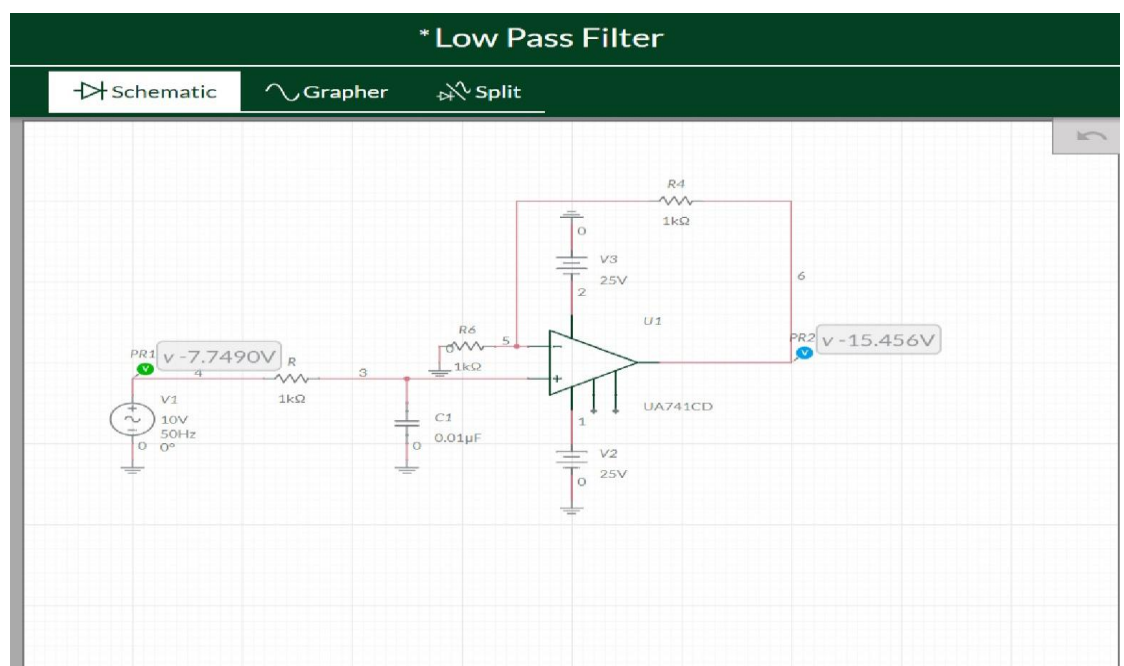 *Low Pass Filter
Schematic
Grapher
Split
R4
1kΩ
0
V3
25V
2
6
U1
R6
0
5
1kΩ
PR1
v -7.7490V
PR2
v -15.456V
R
4
3
1kΩ
V1
10V
50Hz
0 0°
C1
0.01µF
0
UA741CD
1
V2
25V
0